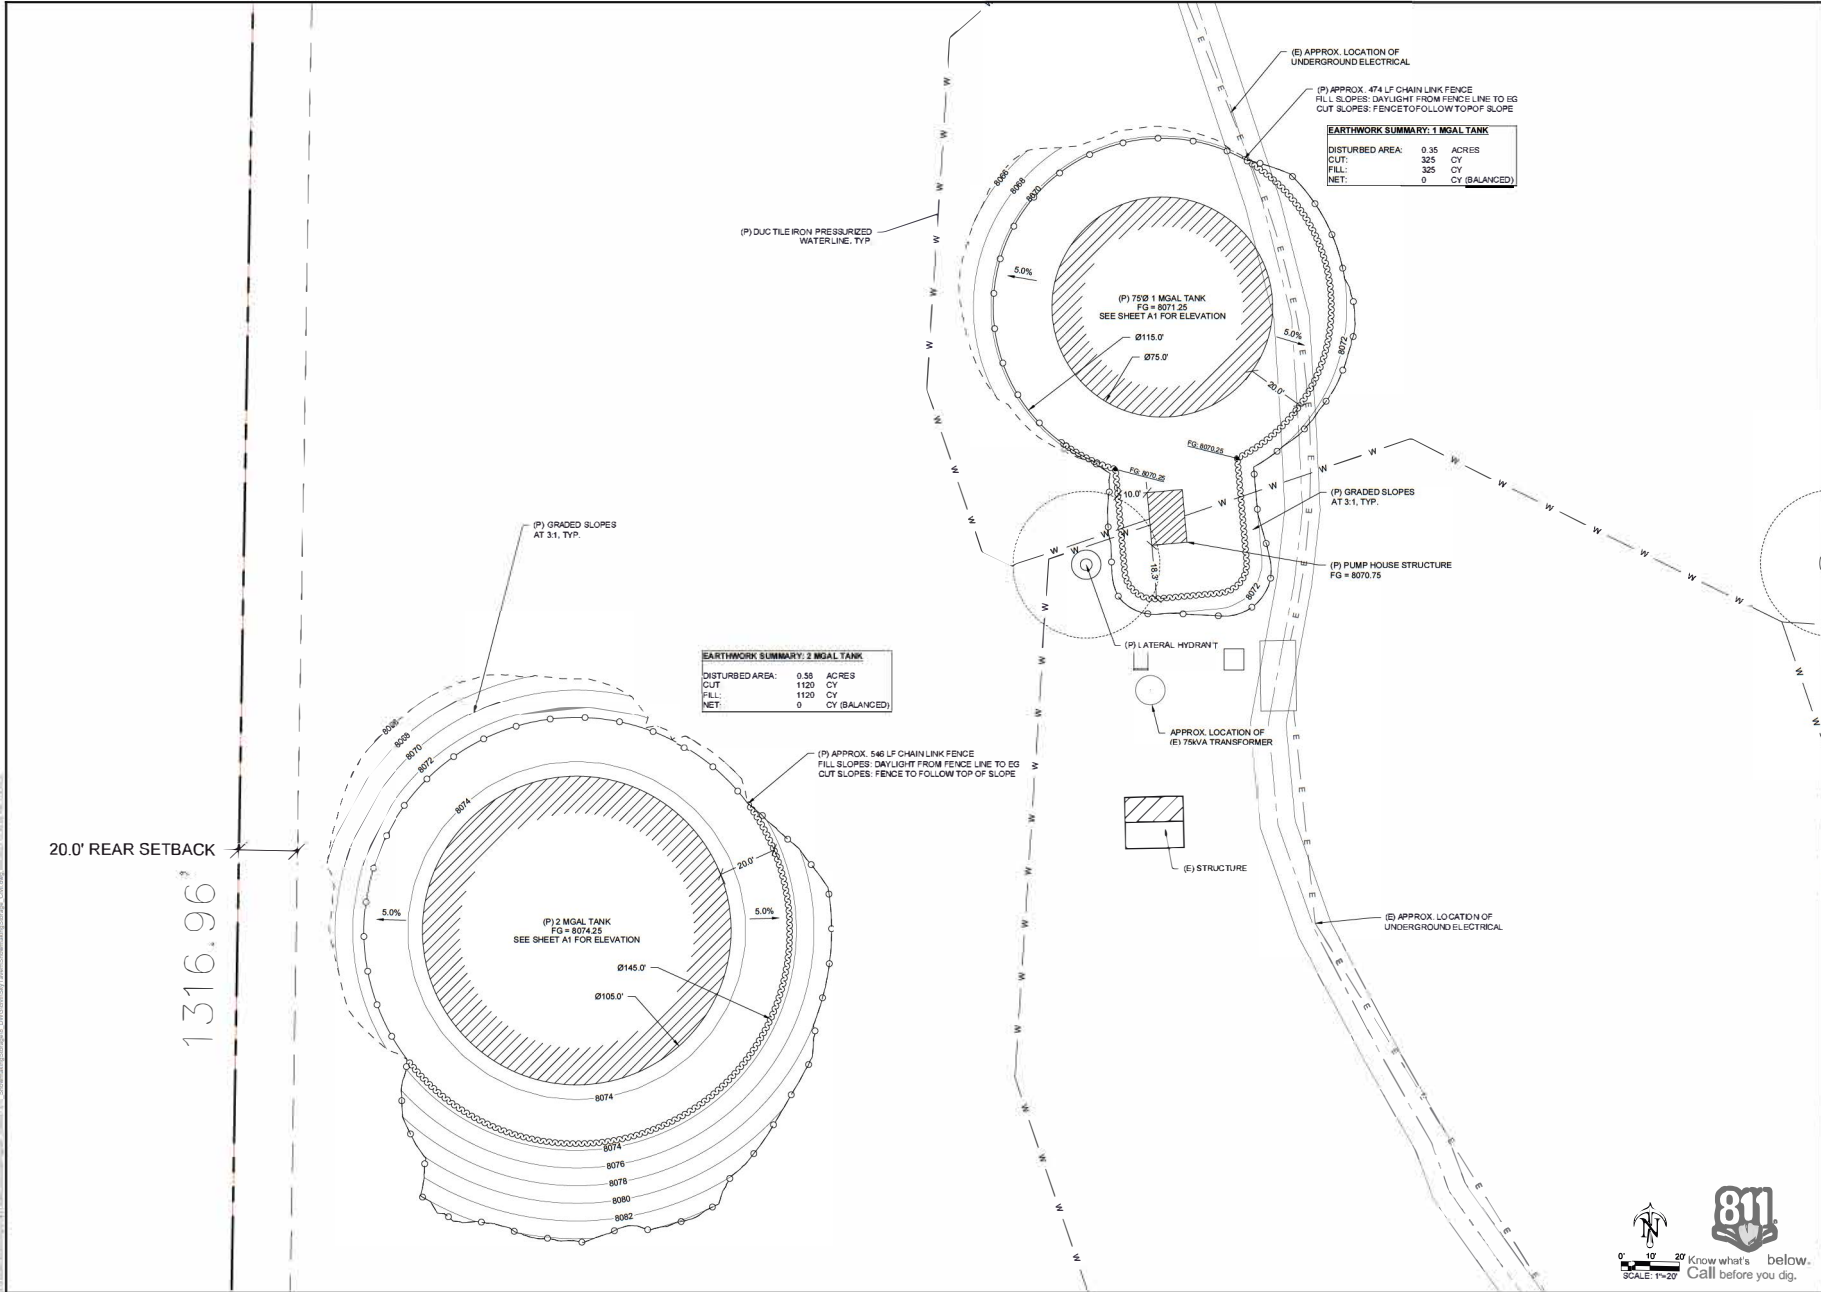 (E) APPROX. LOCATION OF
UNDERGROUND ELECTRICAL
(P) APPROX. 474 LF CHAIN LINK FENCE
FILL SLOPES: DAYLIGHT FROM FENCE LINE TO EG
CUT SLOPES: FENCE TO FOLLOW TOP OF SLOPE
EARTHWORK SUMMARY: 1 MGAL TANK
DISTURBED AREA: 0.35 ACRES
CUT: 325 CY
FILL: 325 CY
NET: 0 CY (BALANCED)
8066
8068
8070
(P) DUCTILE IRON PRESSURIZED
WATERLINE, TYP.
5.0%
(P) 75'Ø 1 MGAL TANK
FG = 8071.25
SEE SHEET A1 FOR ELEVATION
5.0%
8072
Ø115.0'
Ø75.0'
20.0'
FG: 8070.25
FG: 8070.25
10.0'
(P) GRADED SLOPES
AT 3:1, TYP.
(P) GRADED SLOPES
AT 3:1, TYP.
18.3'
(P) PUMP HOUSE STRUCTURE
FG = 8070.75
8072
(P) LATERAL HYDRANT
EARTHWORK SUMMARY: 2 MGAL TANK
DISTURBED AREA: 0.58 ACRES
CUT 1120 CY
FILL: 1120 CY
NET: 0 CY (BALANCED)
8066
8068
8070
8072
8074
APPROX. LOCATION OF
(E) 75kVA TRANSFORMER
(P) APPROX. 546 LF CHAIN LINK FENCE
FILL SLOPES: DAYLIGHT FROM FENCE LINE TO EG
CUT SLOPES: FENCE TO FOLLOW TOP OF SLOPE
20.0' REAR SETBACK
1316.96'
20.0'
(E) STRUCTURE
5.0%
5.0%
(P) 2 MGAL TANK
FG = 8074.25
SEE SHEET A1 FOR ELEVATION
(E) APPROX. LOCATION OF
UNDERGROUND ELECTRICAL
Ø145.0'
Ø105.0'
8074
8074
8076
8078
8080
8082
N
0' 10' 20'
SCALE: 1"=20'
811
Know what's below.
Call before you dig.